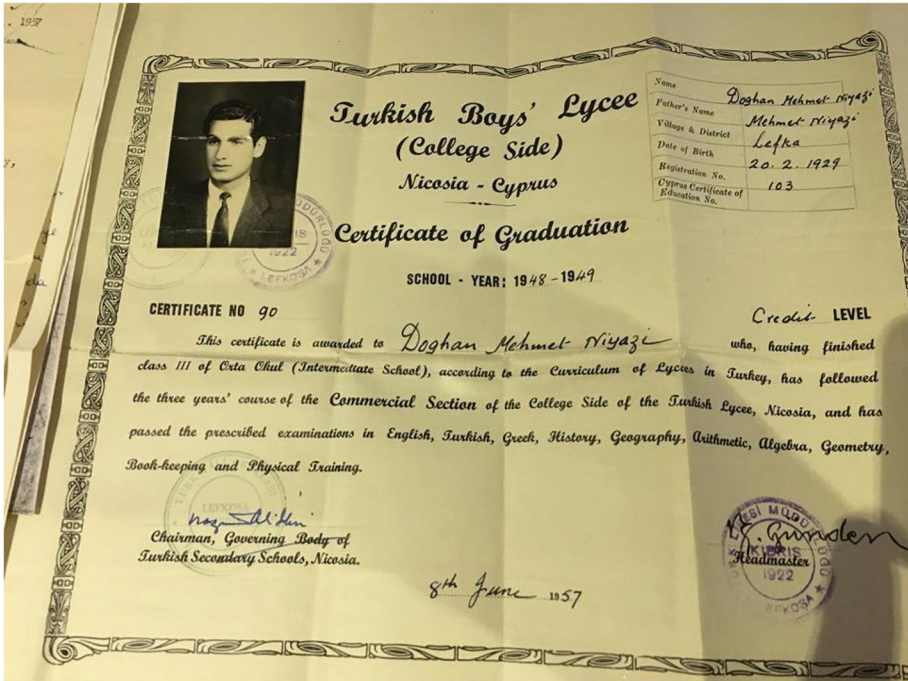 1957
Turkish Boys' Lycee
(College Side)
Nicosia - Cyprus
Certificate of Graduation
SCHOOL - YEAR: 1948-1949
Name Doghan Mehmet Niyazi
Father's Name Mehmet Niyazi
Village & District Lefka
Date of Birth 20.2.1929
Registration No. 103
Cyprus Certificate of
Education No.
CERTIFICATE NO 90
Credit LEVEL
This certificate is awarded to Doghan Mehmet Niyazi who, having finished
class III of Orta Okul (Intermediate School), according to the Curriculum of Lycées in Turkey, has followed
the three years' course of the Commercial Section of the College Side of the Turkish Lycee, Nicosia, and has
passed the prescribed examinations in English, Turkish, Greek, History, Geography, Arithmetic, Algebra, Geometry,
Book-keeping and Physical Training.
Chairman, Governing Body of
Turkish Secondary Schools, Nicosia.
Headmaster
8th June 1957
1922
LEFKOŞA
LEFKOŞA
MÜDÜRLÜĞÜ
KIBRIS
1922
LEFKOŞA